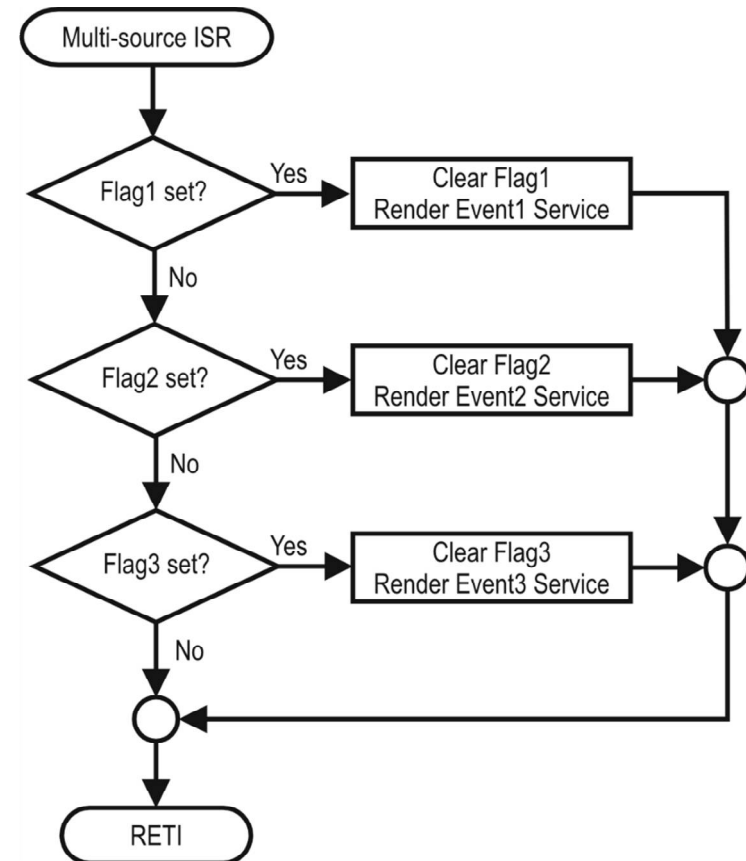 Multi-source ISR
Flag1 set?
Yes
Clear Flag1
Render Event1 Service
No
Flag2 set?
Yes
Clear Flag2
Render Event2 Service
No
Flag3 set?
Yes
Clear Flag3
Render Event3 Service
No
RETI